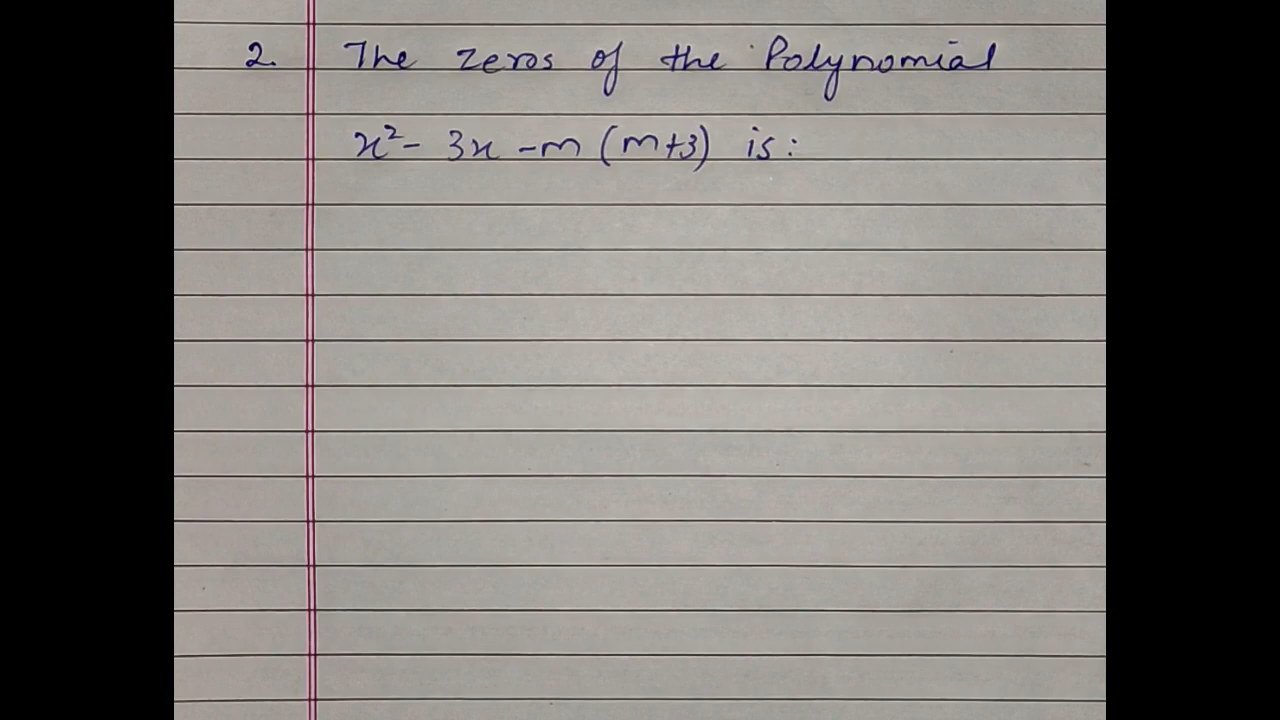 2. The zeros of the Polynomial
x² - 3x - m (m+3) is: